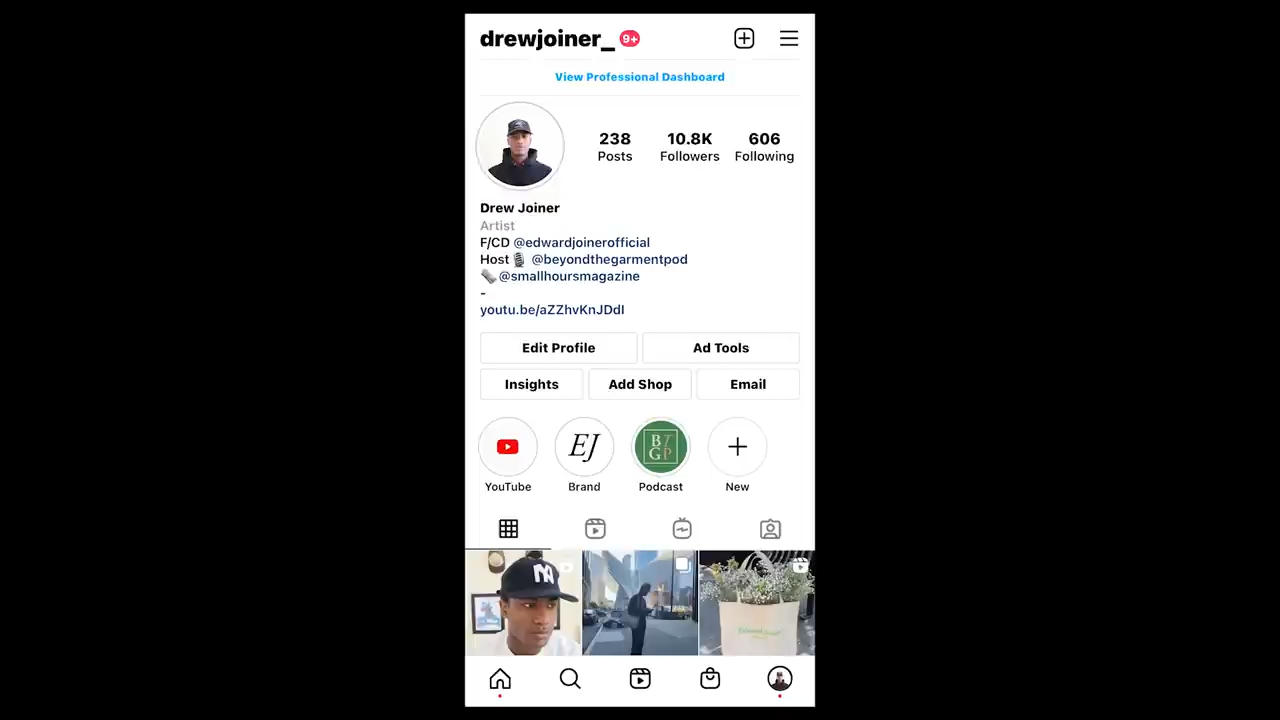 drewjoiner_ 9+
View Professional Dashboard
238 10.8K 606
Posts Followers Following
Drew Joiner
Artist
F/CD @edwardjoinerofficial
Host🎙 @beyondthegarmentpod
🗞@smallhoursmagazine
-
youtu.be/aZZhvKnJDdI
Edit Profile Ad Tools
Insights Add Shop Email
EJ BTGP
YouTube Brand Podcast New